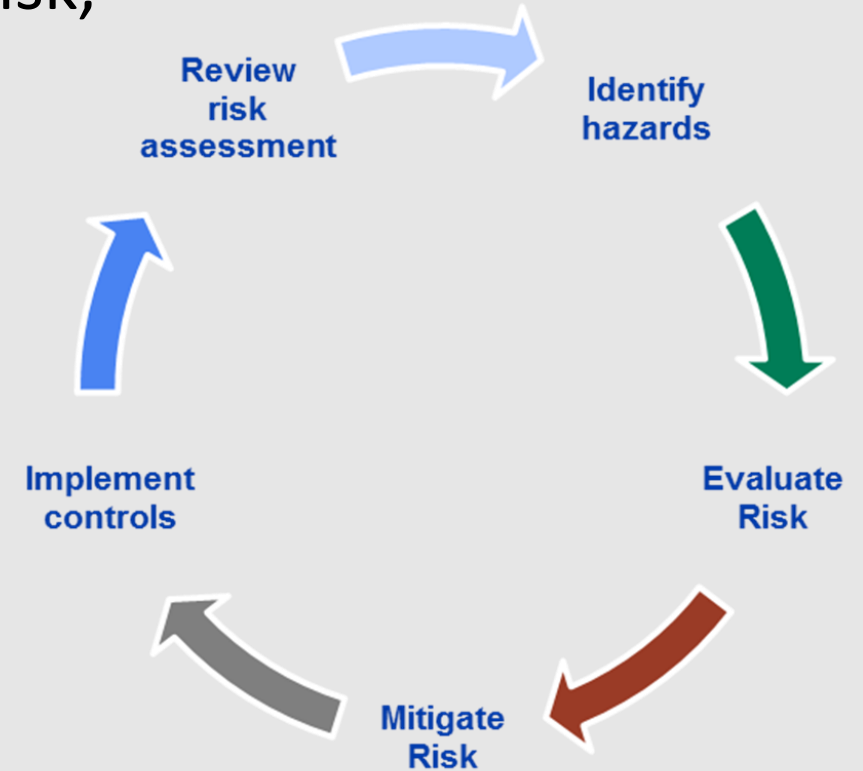 Review
risk
assessment
Identify
hazards
Evaluate
Risk
Mitigate
Risk
Implement
controls